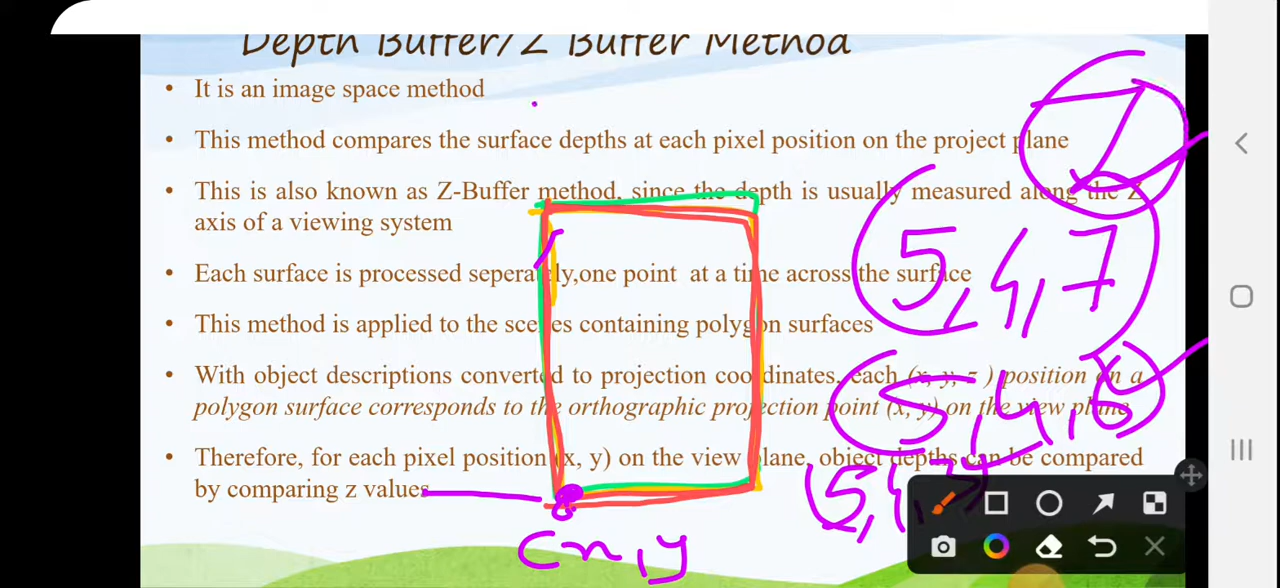 Depth Buffer/Z Buffer Method
• It is an image space method
• This method compares the surface depths at each pixel position on the project plane
• This is also known as Z-Buffer method, since the depth is usually measured along the Z
axis of a viewing system
• Each surface is processed seperately,one point at a time across the surface
• This method is applied to the scenes containing polygon surfaces
• With object descriptions converted to projection coordinates, each (x, y, z ) position on a
polygon surface corresponds to the orthographic projection point (x, y) on the view plane.
• Therefore, for each pixel position (x, y) on the view plane, object depths can be compared
by comparing z values
Z
5,4,7
5,4,6